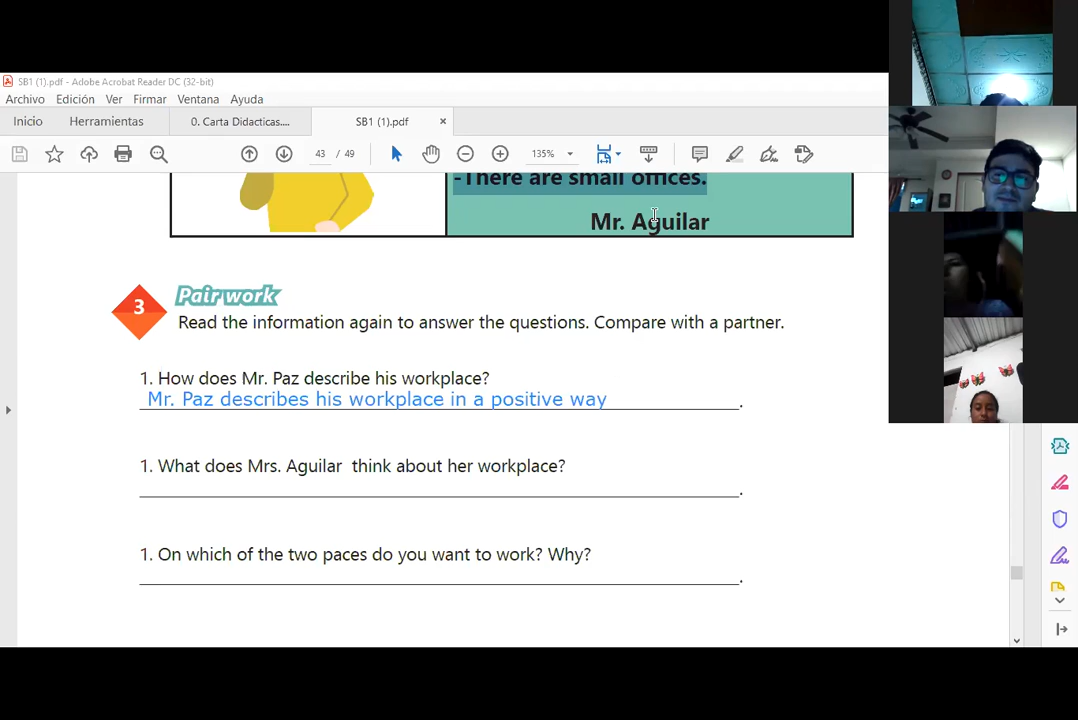 SB1 (1).pdf - Adobe Acrobat Reader DC (32-bit)
Archivo Edición Ver Firmar Ventana Ayuda
Inicio Herramientas 0. Carta Didacticas.... SB1 (1).pdf ×
43 / 49 135%
-There are small offices.
Mr. Aguilar
3 Pair work
Read the information again to answer the questions. Compare with a partner.
1. How does Mr. Paz describe his workplace?
Mr. Paz describes his workplace in a positive way
1. What does Mrs. Aguilar think about her workplace?
1. On which of the two paces do you want to work? Why?